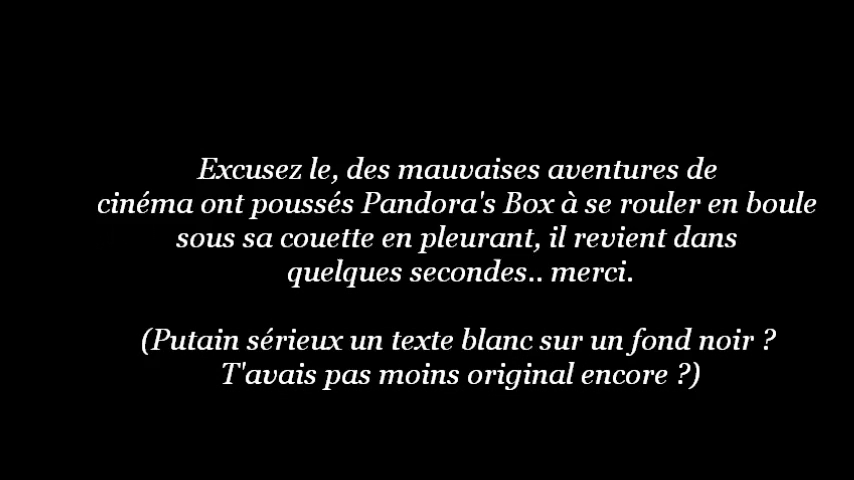 Excusez le, des mauvaises aventures de
cinéma ont poussés Pandora's Box à se rouler en boule
sous sa couette en pleurant, il revient dans
quelques secondes.. merci.
(Putain sérieux un texte blanc sur un fond noir ?
T'avais pas moins original encore ?)